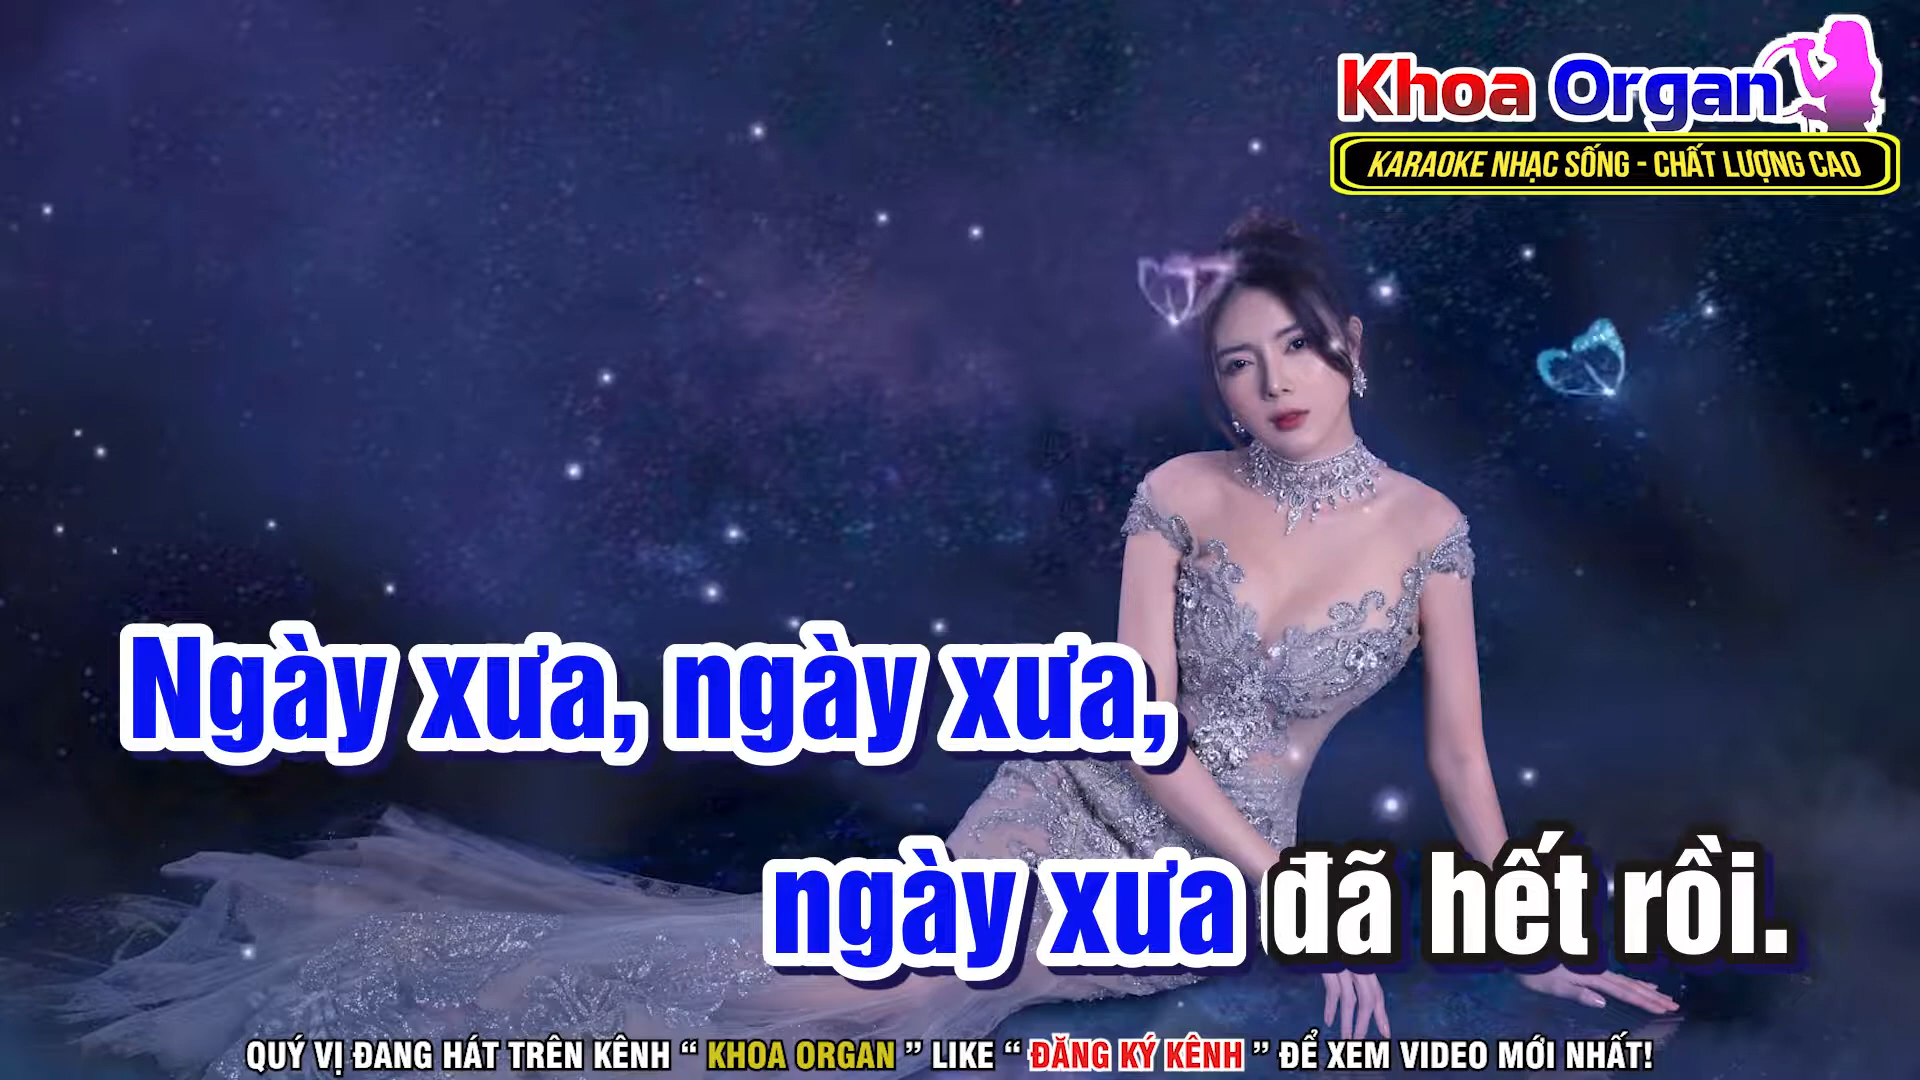 Khoa Organ
KARAOKE NHẠC SỐNG - CHẤT LƯỢNG CAO
Ngày xưa, ngày xưa,
ngày xưa đã hết rồi.
QUÝ VỊ ĐANG HÁT TRÊN KÊNH “ KHOA ORGAN ” LIKE “ ĐĂNG KÝ KÊNH ” ĐỂ XEM VIDEO MỚI NHẤT!